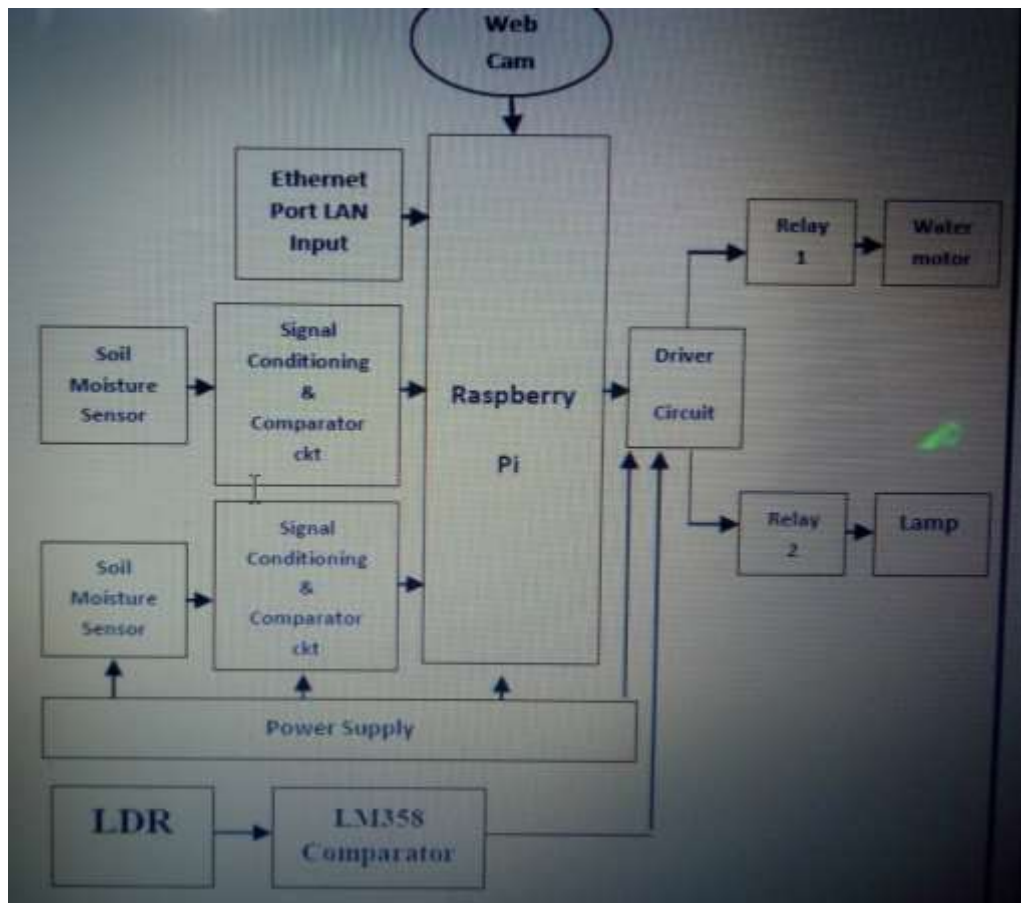 Web
Cam
Ethernet
Port LAN
Input
Relay
1
Water
motor
Soil
Moisture
Sensor
Signal
Conditioning
&
Comparator
ckt
Raspberry
Pi
Driver
Circuit
Soil
Moisture
Sensor
Signal
Conditioning
&
Comparator
ckt
Relay
2
Lamp
Power Supply
LDR
LM358
Comparator